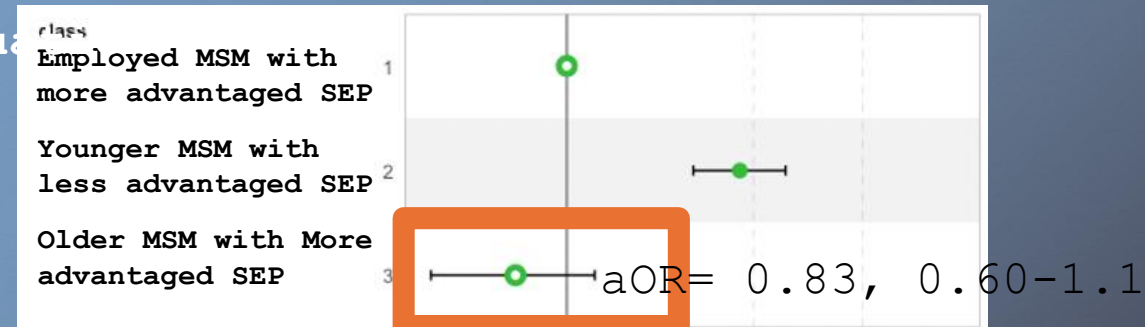 class
Employed MSM with
more advantaged SEP
1
Younger MSM with
less advantaged SEP
2
Older MSM with More
advantaged SEP
3
aOR= 0.83, 0.60-1.1